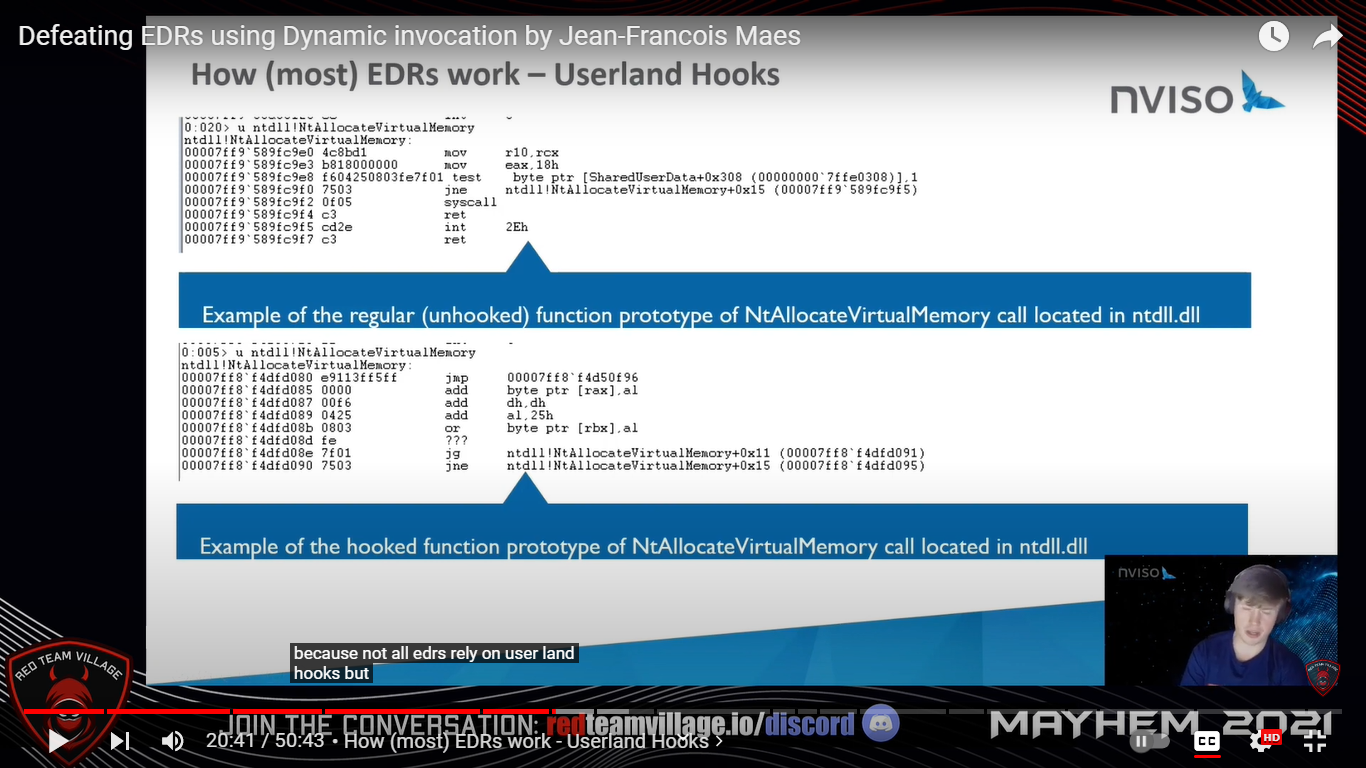 Defeating EDRs using Dynamic invocation by Jean-Francois Maes
How (most) EDRs work – Userland Hooks
nviso
0:020> u ntdll!NtAllocateVirtualMemory
ntdll!NtAllocateVirtualMemory:
00007ff9`589fc9e0 4c8bd1 mov r10,rcx
00007ff9`589fc9e3 b818000000 mov eax,18h
00007ff9`589fc9e8 f604250803fe7f01 test byte ptr [SharedUserData+0x308 (00000000`7ffe0308)],1
00007ff9`589fc9f0 7503 jne ntdll!NtAllocateVirtualMemory+0x15 (00007ff9`589fc9f5)
00007ff9`589fc9f2 0f05 syscall
00007ff9`589fc9f4 c3 ret
00007ff9`589fc9f5 cd2e int 2Eh
00007ff9`589fc9f7 c3 ret
Example of the regular (unhooked) function prototype of NtAllocateVirtualMemory call located in ntdll.dll
0:005> u ntdll!NtAllocateVirtualMemory
ntdll!NtAllocateVirtualMemory:
00007ff8`f4dfd080 e9113ff5ff jmp 00007ff8`f4d50f96
00007ff8`f4dfd085 0000 add byte ptr [rax],al
00007ff8`f4dfd087 00f6 add dh,dh
00007ff8`f4dfd089 0425 add al,25h
00007ff8`f4dfd08b 0803 or byte ptr [rbx],al
00007ff8`f4dfd08d fe ???
00007ff8`f4dfd08e 7f01 jg ntdll!NtAllocateVirtualMemory+0x11 (00007ff8`f4dfd091)
00007ff8`f4dfd090 7503 jne ntdll!NtAllocateVirtualMemory+0x15 (00007ff8`f4dfd095)
Example of the hooked function prototype of NtAllocateVirtualMemory call located in ntdll.dll
nviso
because not all edrs rely on user land
hooks but
RED TEAM VILLAGE
JOIN THE CONVERSATION: redteamvillage.io/discord
MAYHEM 2021
20:41 / 50:43 • How (most) EDRs work - Userland Hooks
CC
HD